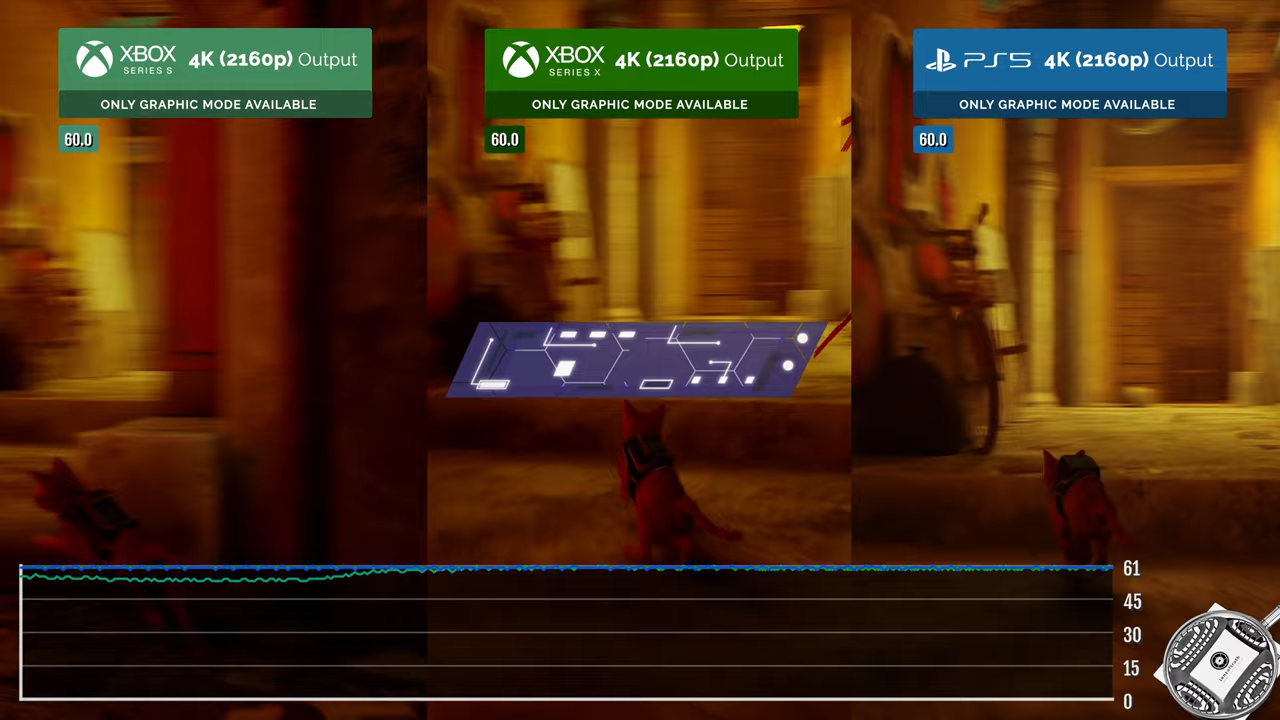 XBOX
SERIES S
4K (2160p) Output
ONLY GRAPHIC MODE AVAILABLE
60.0
XBOX
SERIES X
4K (2160p) Output
ONLY GRAPHIC MODE AVAILABLE
60.0
PS5
4K (2160p) Output
ONLY GRAPHIC MODE AVAILABLE
60.0
61
45
30
15
0